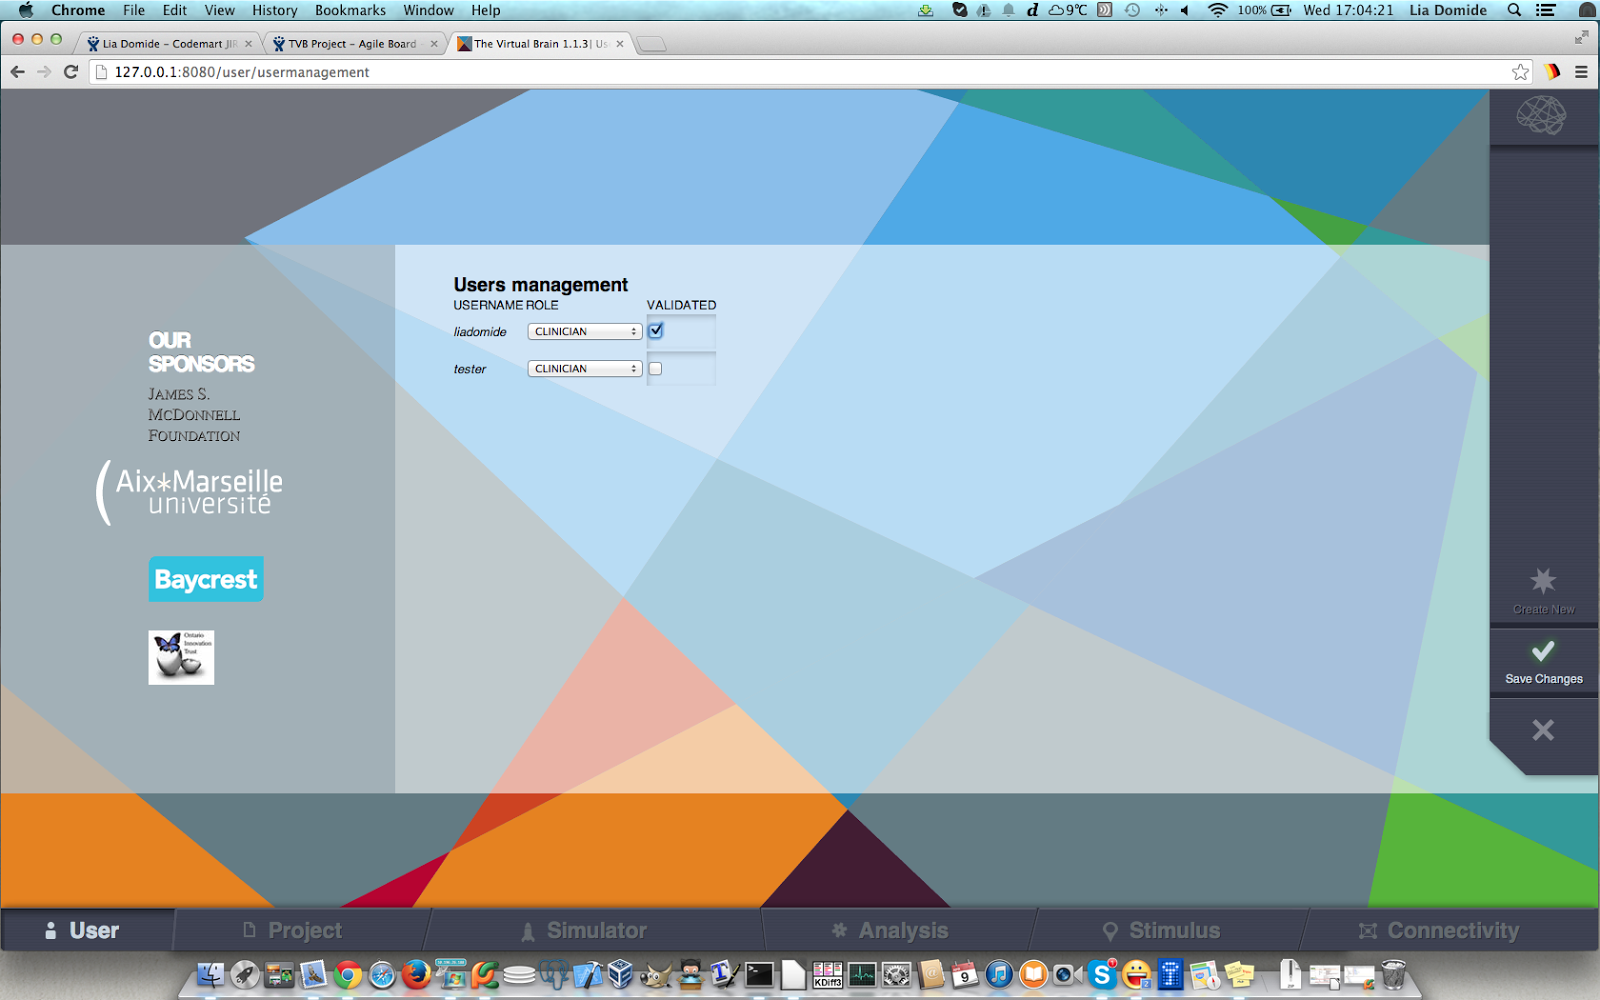 Chrome File Edit View History Bookmarks Window Help d 9°C 100% Wed 17:04:21 Lia Domide
Lia Domide - Codemart JIR TVB Project - Agile Board The Virtual Brain 1.1.3| Us
127.0.0.1:8080/user/usermanagement
Users management
USERNAME ROLE VALIDATED
liadomide CLINICIAN
tester CLINICIAN
OUR
SPONSORS
JAMES S.
MCDONNELL
FOUNDATION
Aix*Marseille
université
Baycrest
Ontario
Innovation
Trust
Create New
Save Changes
User Project Simulator Analysis Stimulus Connectivity
KDiff3
9